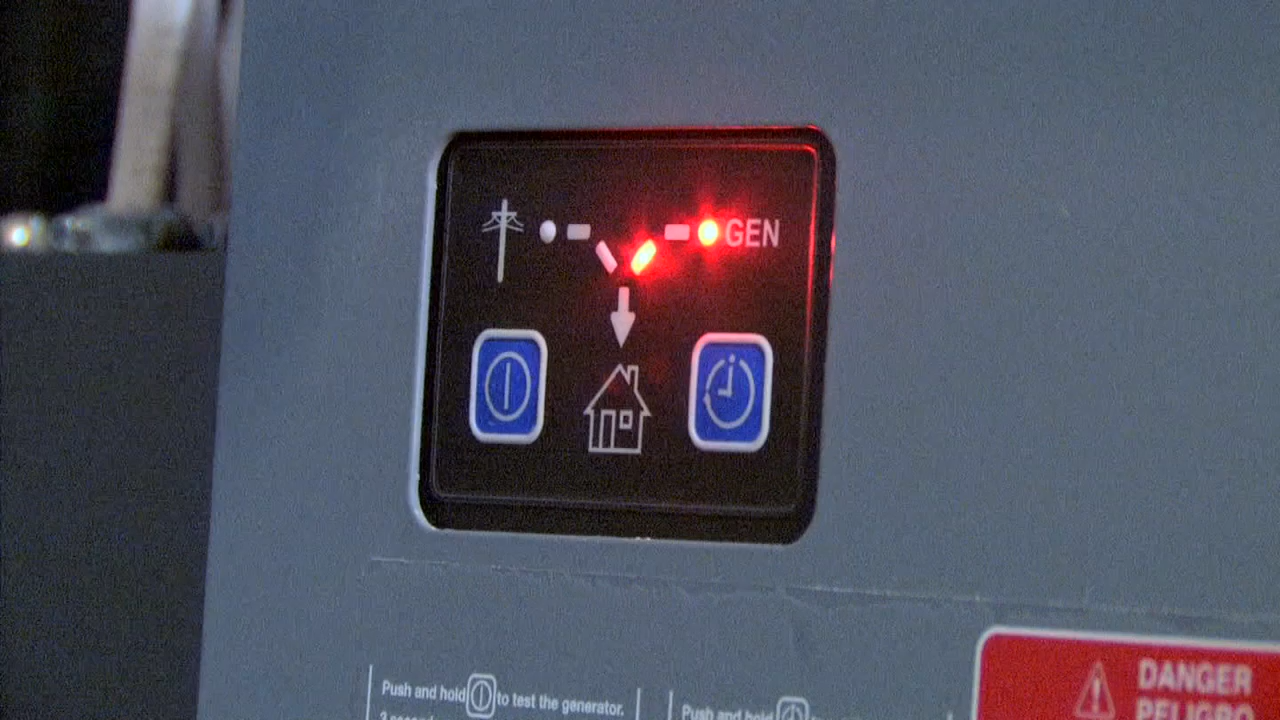 GEN
Push and hold to test the generator.
Push and hold
DANGER
PELIGRO